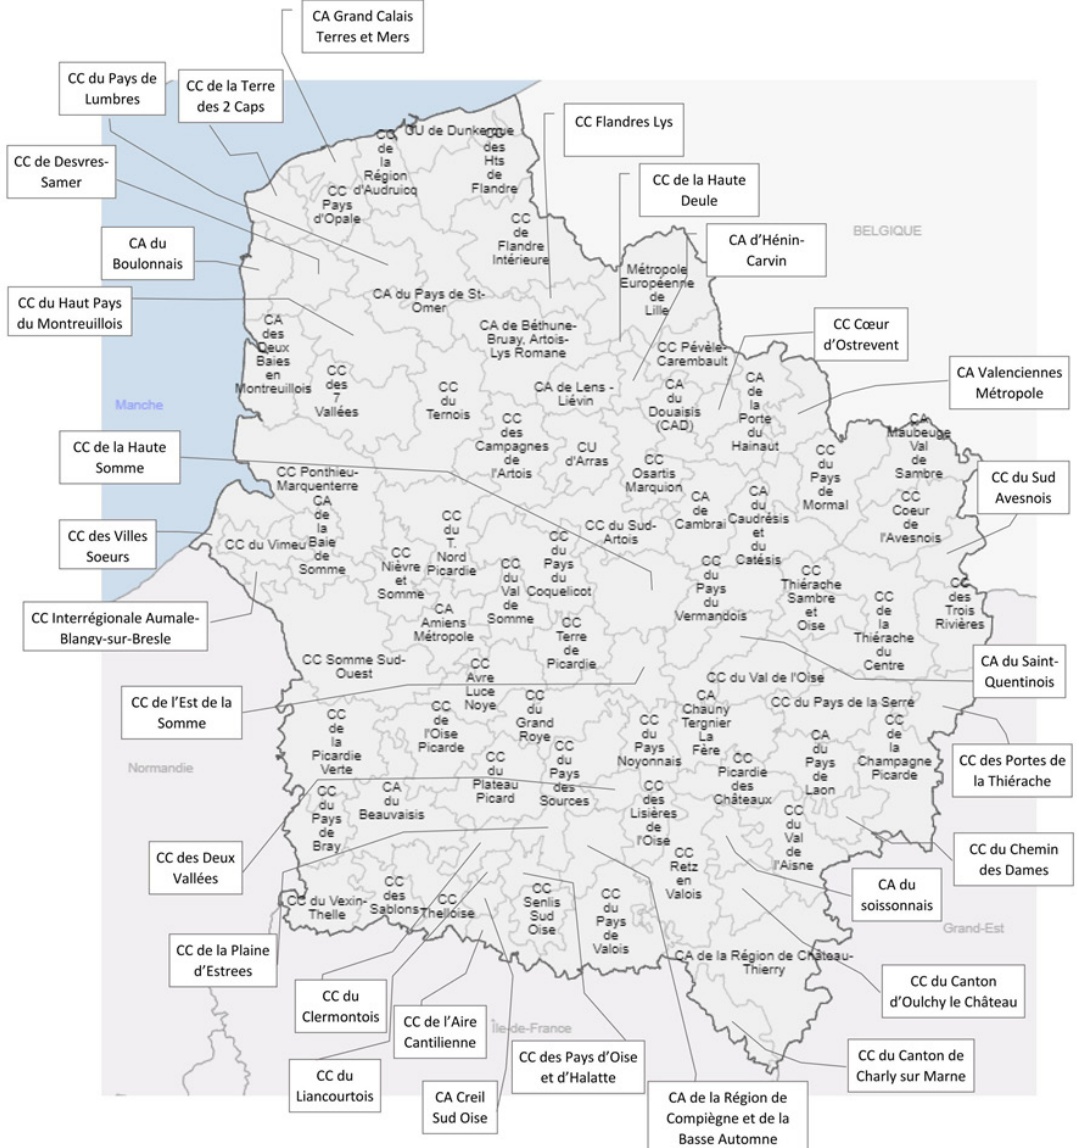 CA Grand Calais
Terres et Mers
CC du Pays de
Lumbres
CC de la Terre
des 2 Caps
CC Flandres Lys
CC de Desvres-
Samer
CC de la Haute
Deule
CA du
Boulonnais
CA d'Hénin-
Carvin
CC du Haut Pays
du Montreuillois
CC Cœur
d'Ostrevent
CA Valenciennes
Métropole
CC de la Haute
Somme
CC du Sud
Avesnois
CC des Villes
Soeurs
CC Interrégionale Aumale-
Blangy-sur-Bresle
CA du Saint-
Quentinois
CC de l'Est de la
Somme
CC des Portes de
la Thiérache
CC des Deux
Vallées
CC du Chemin
des Dames
CA du
soissonnais
CC de la Plaine
d'Estrees
CC du Canton
d'Oulchy le Château
CC du
Clermontois
CC de l'Aire
Cantilienne
CC des Pays d'Oise
et d'Halatte
CC du Canton de
Charly sur Marne
CC du
Liancourtois
CA Creil
Sud Oise
CA de la Région de
Compiègne et de la
Basse Automne
CU de Dunkerque
CC
de
la
Région
d'Audruicq
CC
des
Hts
de
Flandre
CC
Pays
d'Opale
CC
de
Flandre
Intérieure
BELGIQUE
Métropole
Européenne
de
Lille
CA du Pays de St-
Omer
CA
des
Deux
Baies
en
Montreuillois
CA de Béthune-
Bruay, Artois-
Lys Romane
CC Pévèle-
Carembault
CC
des
7
Vallées
CC
du
Ternois
CA de Lens -
Liévin
CA
du
Douaisis
(CAD)
CA
de
la
Porte
du
Hainaut
Manche
CC
des
Campagnes
de
l'Artois
CU
d'Arras
CC
Osartis
Marquion
CC
du
Pays
de
Mormal
CA
Maubeuge
Val
de
Sambre
CC Ponthieu-
Marquenterre
CA
de
la
Baie
de
Somme
CC du Vimeu
CC
du
T.
Nord
Picardie
CC du Sud-
Artois
CA
de
Cambrai
CA
du
Caudrésis
et
du
Catésis
CC
Coeur
de
l'Avesnois
CC
Nièvre
et
Somme
CC
du
Val
de
Somme
CC
du
Pays
du
Coquelicot
CC
du
Pays
du
Vermandois
CC
Thiérache
Sambre
et
Oise
CC
de
la
Thiérache
du
Centre
CC
des
Trois
Rivières
CA
Amiens
Métropole
CC
Terre
de
Picardie
CC Somme Sud-
Ouest
CC
Avre
Luce
Noye
CC du Val de l'Oise
CC du Pays de la Serre
CC
de
la
Picardie
Verte
CC
de
l'Oise
Picarde
CC
du
Grand
Roye
CC
du
Pays
Noyonnais
CA
Chauny
Tergnier
La
Fère
CA
du
Pays
de
Laon
CC
de
la
Champagne
Picarde
Normandie
CC
du
Pays
de
Bray
CA
du
Beauvaisis
CC
du
Plateau
Picard
CC
du
Pays
des
Sources
CC
des
Lisières
de
l'Oise
CC
Picardie
des
Châteaux
CC
du
Val
de
l'Aisne
CC
Retz
en
Valois
CC du Vexin-
Thelle
CC
des
Sablons
CC
Thelloise
CC
Senlis
Sud
Oise
CC
du
Pays
de
Valois
CA de la Région de Château-
Thierry
Grand-Est
Île-de-France